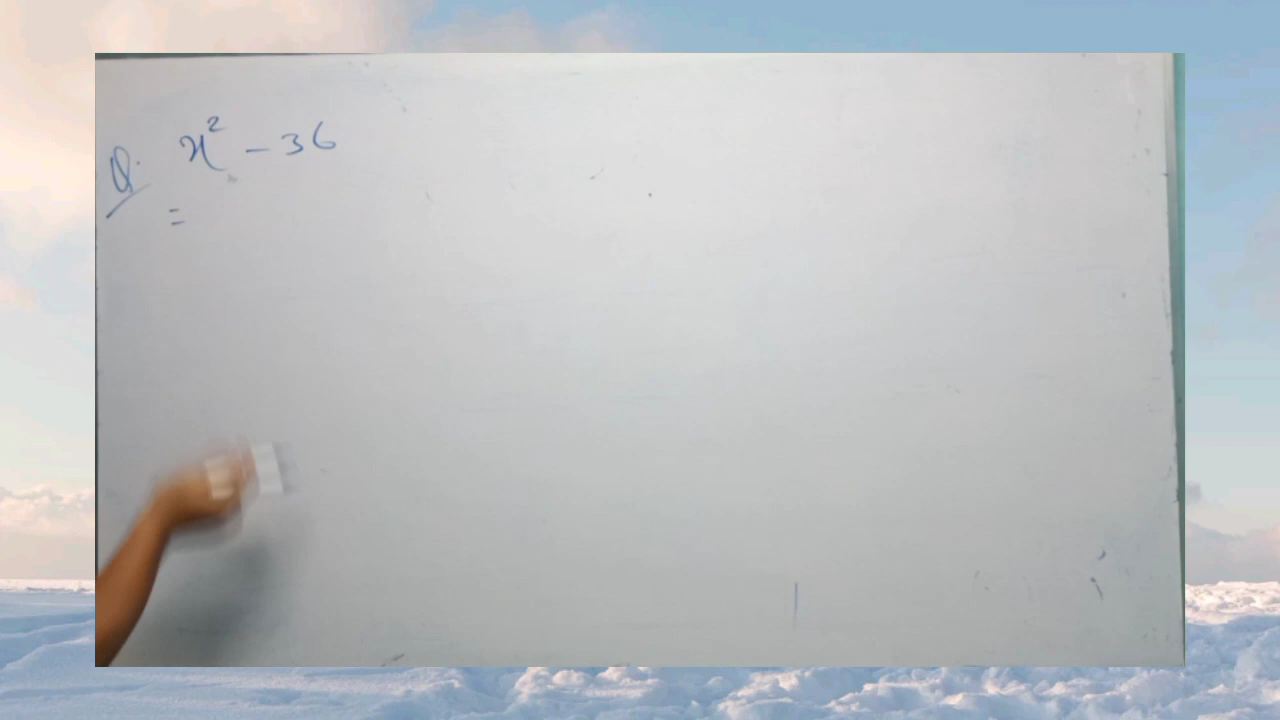 Q. x² - 36
=